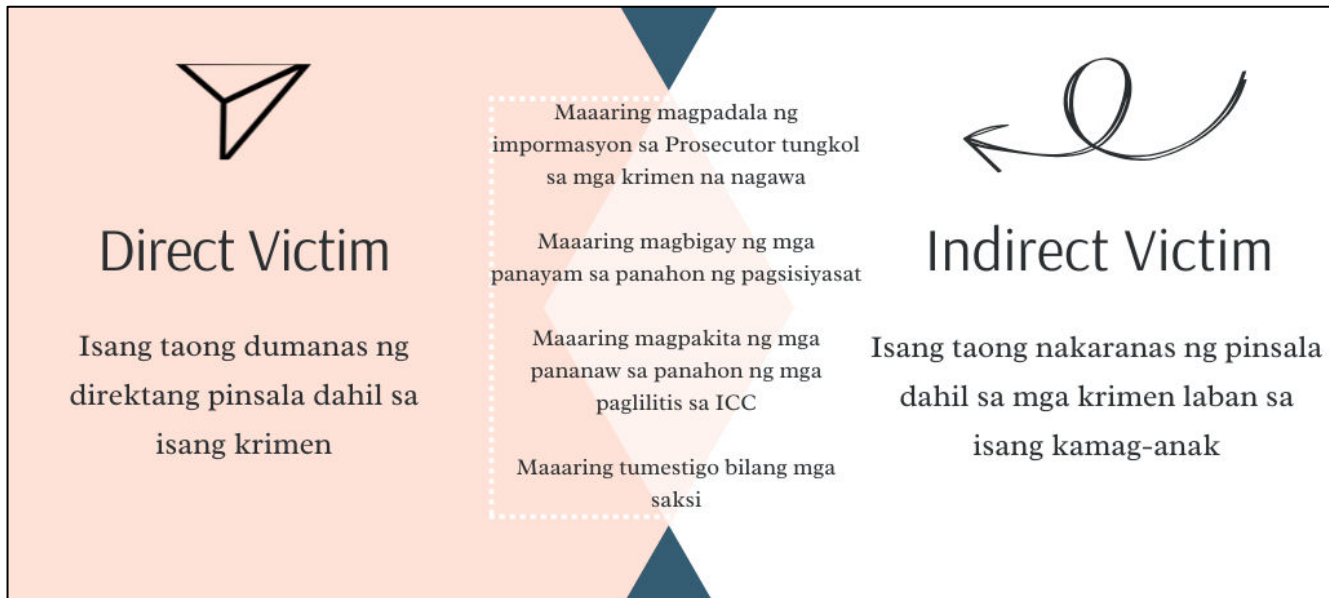 Direct Victim
Isang taong dumanas ng
direktang pinsala dahil sa
isang krimen
Maaaring magpadala ng
impormasyon sa Prosecutor tungkol
sa mga krimen na nagawa
Maaaring magbigay ng mga
panayam sa panahon ng pagsisiyasat
Maaaring magpakita ng mga
pananaw sa panahon ng mga
paglilitis sa ICC
Maaaring tumestigo bilang mga
saksi
Indirect Victim
Isang taong nakaranas ng pinsala
dahil sa mga krimen laban sa
isang kamag-anak